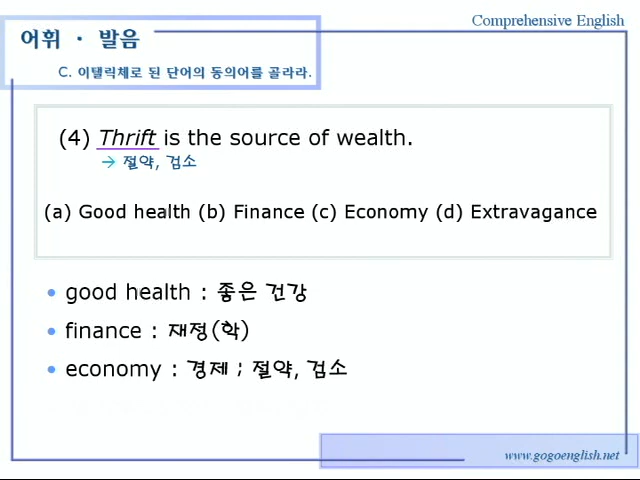 Comprehensive English
어휘 · 발음
C. 이탤릭체로 된 단어의 동의어를 골라라.
(4) Thrift is the source of wealth.
→ 절약, 검소
(a) Good health (b) Finance (c) Economy (d) Extravagance
• good health : 좋은 건강
• finance : 재정(학)
• economy : 경제 ; 절약, 검소
www.gogoenglish.net